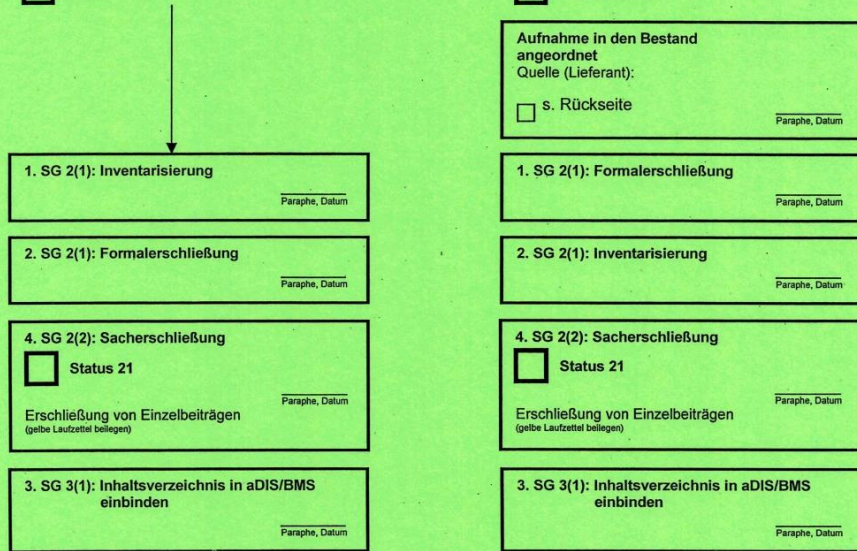 1. SG 2(1): Inventarisierung
Paraphe, Datum
2. SG 2(1): Formalerschließung
Paraphe, Datum
4. SG 2(2): Sacherschließung
Status 21
Paraphe, Datum
Erschließung von Einzelbeiträgen
(gelbe Laufzettel beilegen)
3. SG 3(1): Inhaltsverzeichnis in aDIS/BMS
einbinden
Paraphe, Datum
Aufnahme in den Bestand
angeordnet
Quelle (Lieferant):
s. Rückseite
Paraphe, Datum
1. SG 2(1): Formalerschließung
Paraphe, Datum
2. SG 2(1): Inventarisierung
Paraphe, Datum
4. SG 2(2): Sacherschließung
Status 21
Paraphe, Datum
Erschließung von Einzelbeiträgen
(gelbe Laufzettel beilegen)
3. SG 3(1): Inhaltsverzeichnis in aDIS/BMS
einbinden
Paraphe, Datum